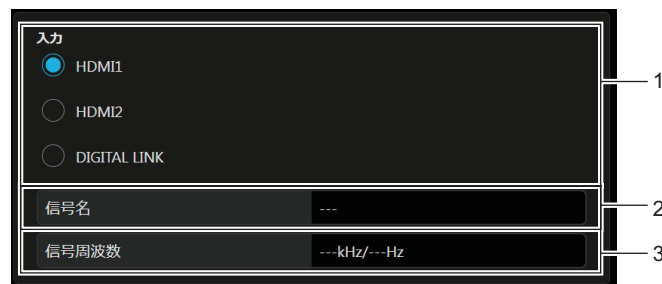 入力
HDMI1
HDMI2
DIGITAL LINK
1
信号名 ---
2
信号周波数 ---kHz/---Hz
3